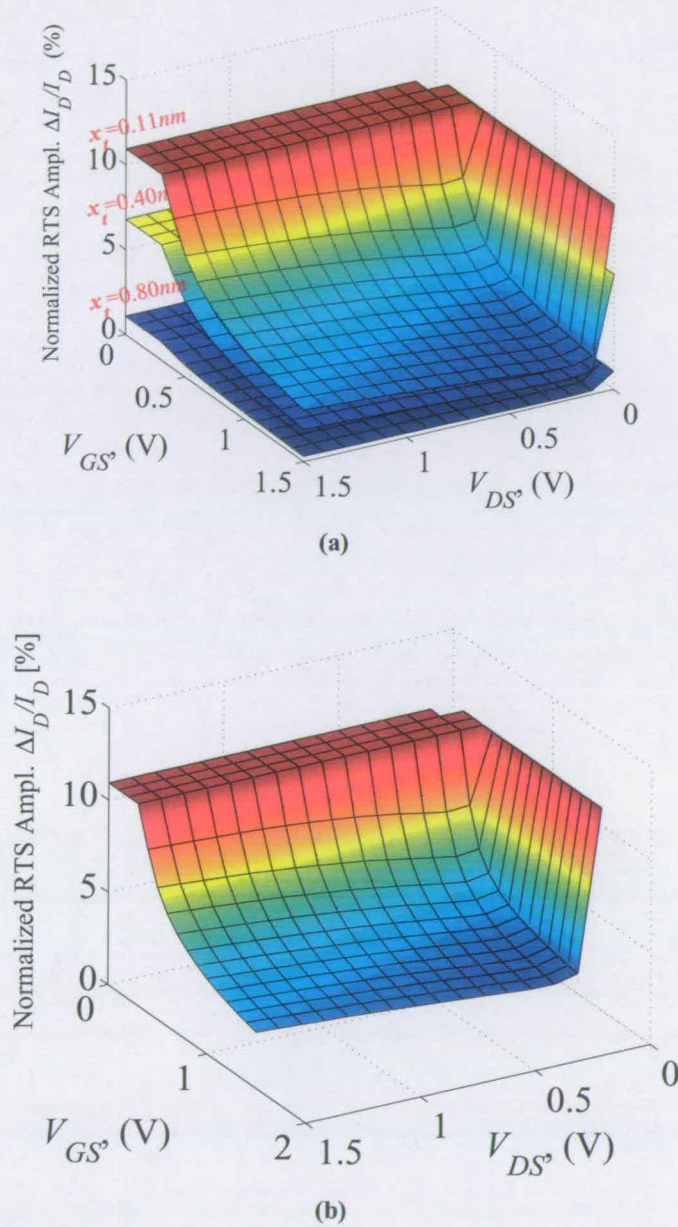 Normalized RTS Ampl. ΔI_D/I_D (%)
15
10
5
0
x_t=0.11nm
x_t=0.40n
x_t=0.80nm
0
0.5
1
1.5
V_GS, (V)
1.5
1
0.5
0
V_DS, (V)
(a)
Normalized RTS Ampl. ΔI_D/I_D [%]
15
10
5
0
0
1
2
V_GS, (V)
1.5
1
0.5
0
V_DS, (V)
(b)